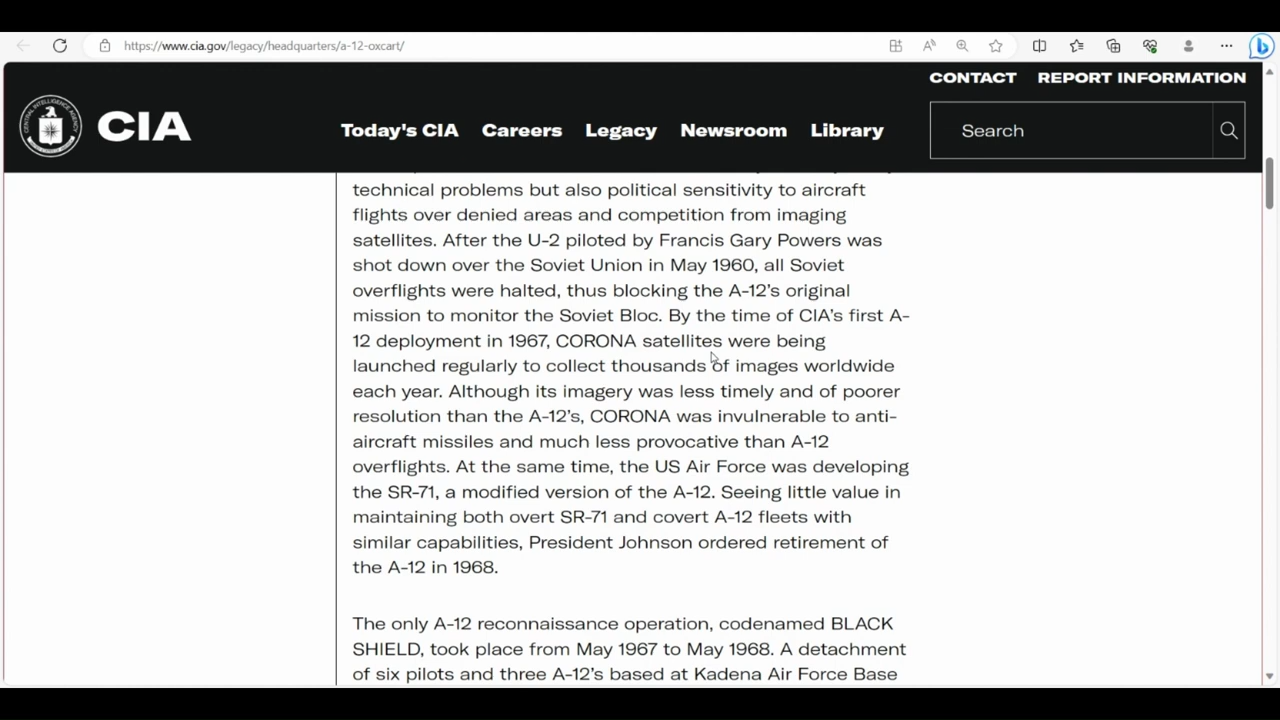 https://www.cia.gov/legacy/headquarters/a-12-oxcart/
CONTACT REPORT INFORMATION
CIA
Today's CIA Careers Legacy Newsroom Library
Search
technical problems but also political sensitivity to aircraft
flights over denied areas and competition from imaging
satellites. After the U-2 piloted by Francis Gary Powers was
shot down over the Soviet Union in May 1960, all Soviet
overflights were halted, thus blocking the A-12's original
mission to monitor the Soviet Bloc. By the time of CIA's first A-
12 deployment in 1967, CORONA satellites were being
launched regularly to collect thousands of images worldwide
each year. Although its imagery was less timely and of poorer
resolution than the A-12's, CORONA was invulnerable to anti-
aircraft missiles and much less provocative than A-12
overflights. At the same time, the US Air Force was developing
the SR-71, a modified version of the A-12. Seeing little value in
maintaining both overt SR-71 and covert A-12 fleets with
similar capabilities, President Johnson ordered retirement of
the A-12 in 1968.
The only A-12 reconnaissance operation, codenamed BLACK
SHIELD, took place from May 1967 to May 1968. A detachment
of six pilots and three A-12's based at Kadena Air Force Base